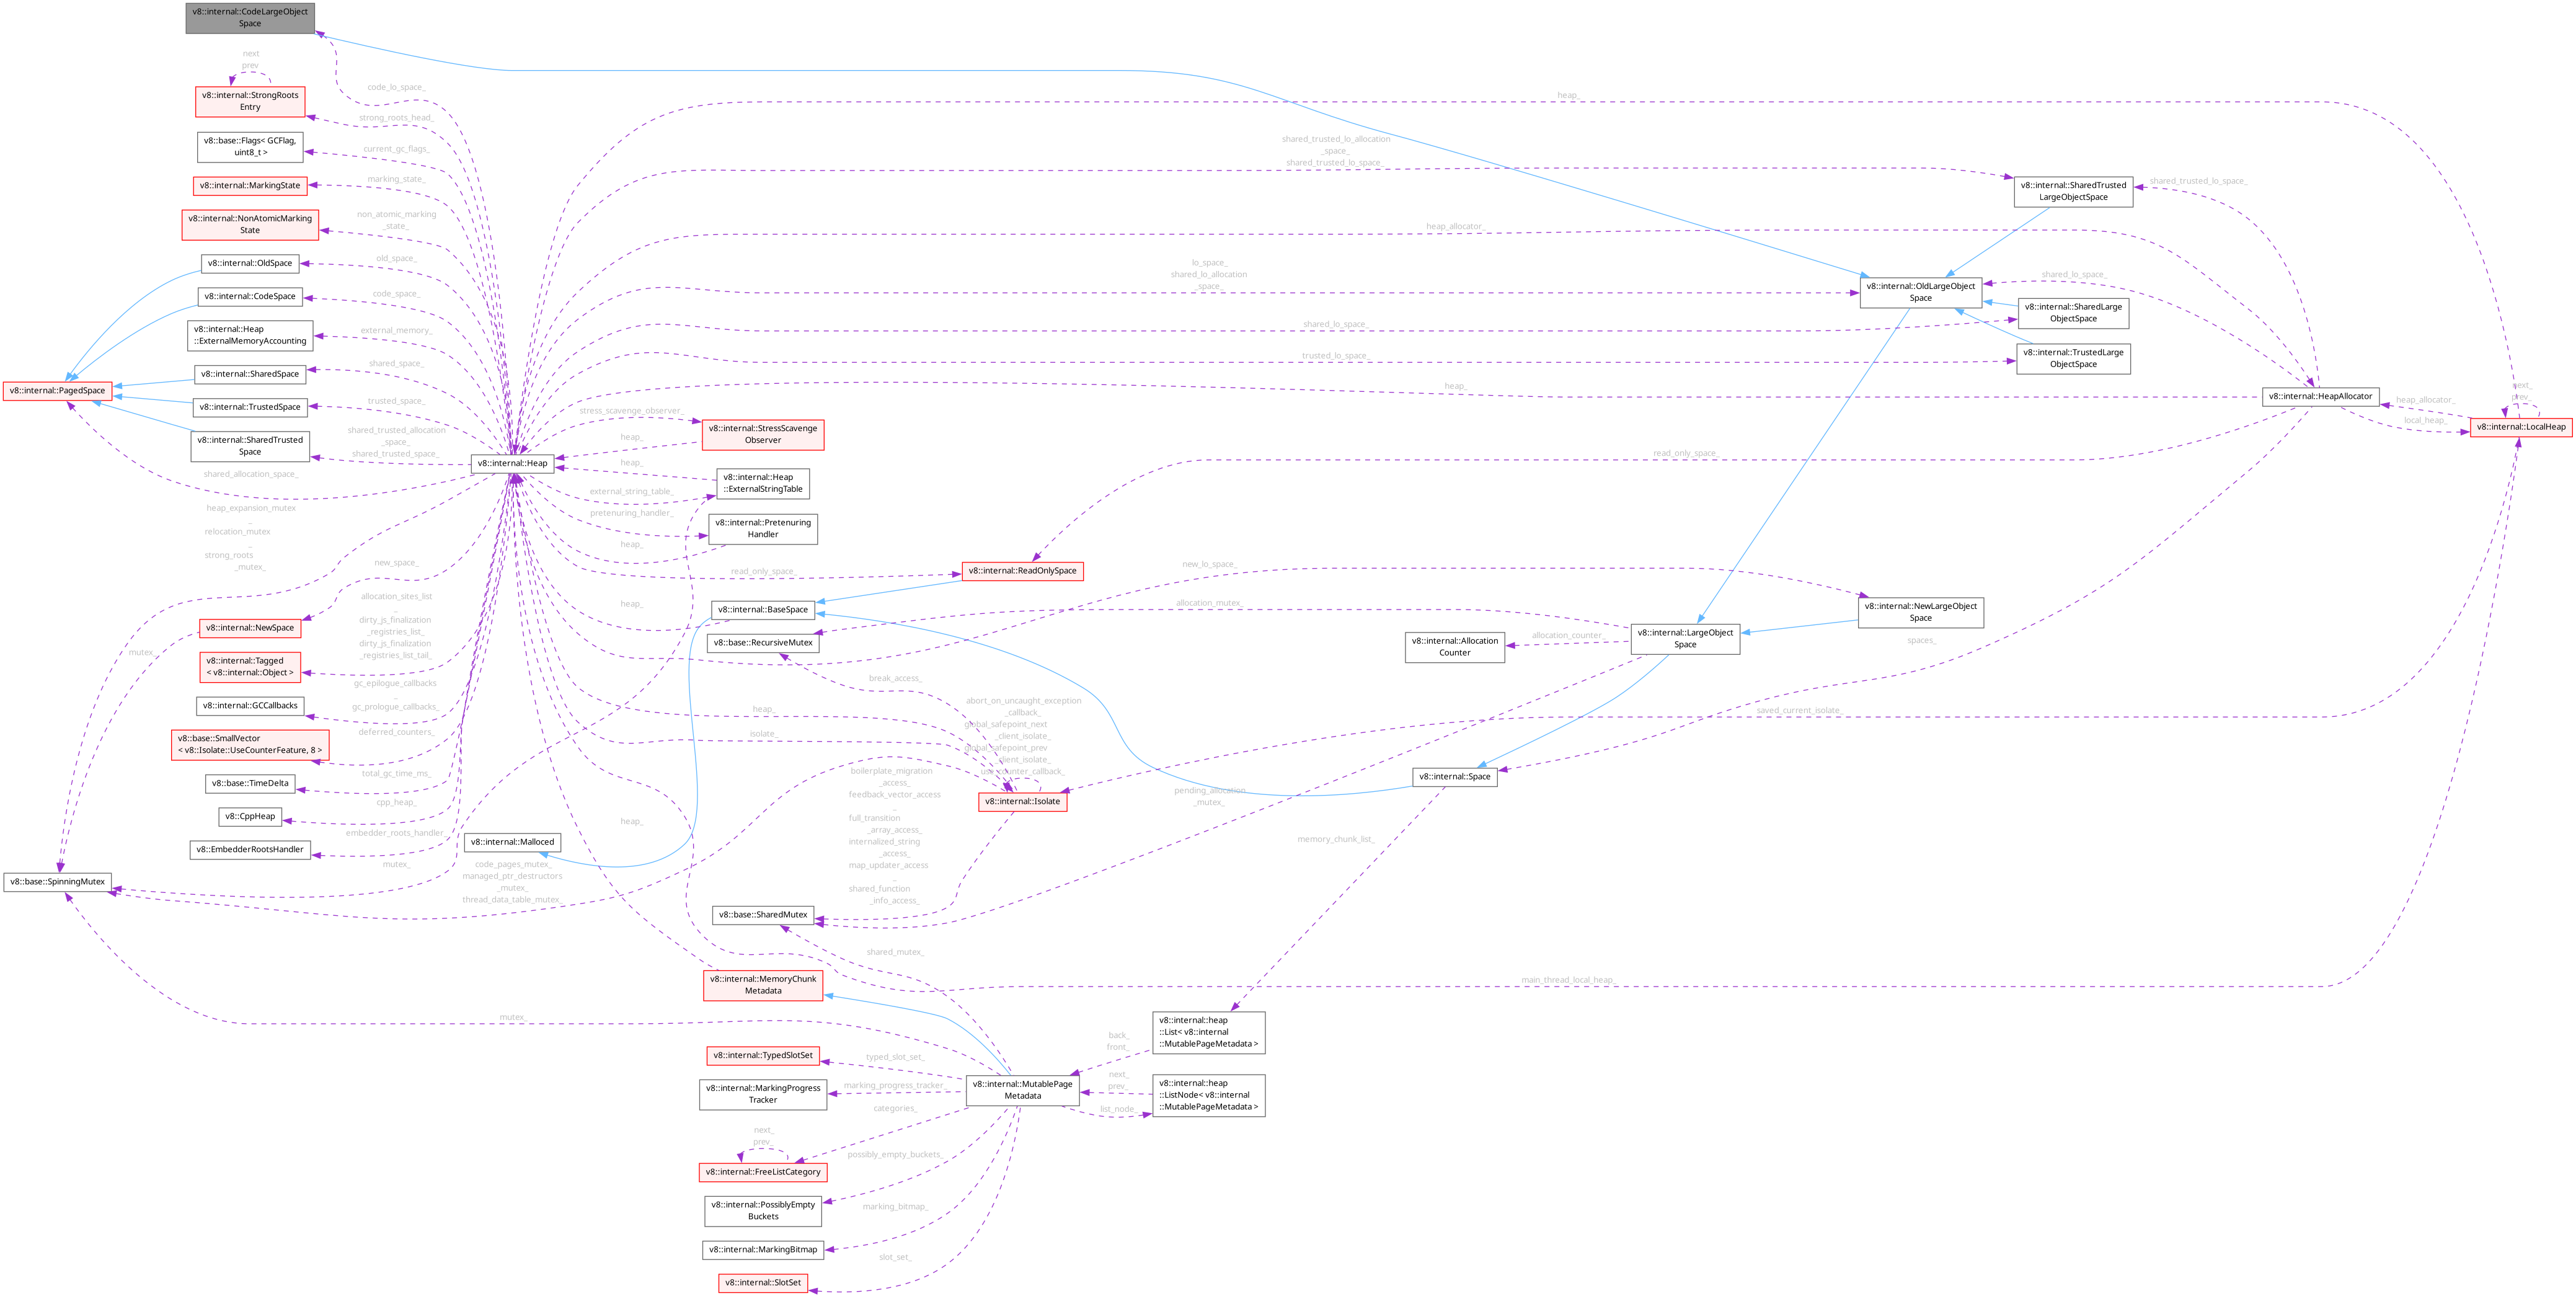 v8::internal::CodeLargeObject
Space
next
prev
v8::internal::StrongRoots
Entry
v8::base::Flags< GCFlag,
uint8_t >
v8::internal::MarkingState
v8::internal::NonAtomicMarking
State
v8::internal::OldSpace
v8::internal::CodeSpace
v8::internal::Heap
::ExternalMemoryAccounting
v8::internal::SharedSpace
v8::internal::PagedSpace
v8::internal::TrustedSpace
v8::internal::SharedTrusted
Space
code_lo_space_
strong_roots_head_
current_gc_flags_
marking_state_
non_atomic_marking
_state_
old_space_
code_space_
external_memory_
shared_space_
trusted_space_
shared_trusted_allocation
_space_
shared_trusted_space_
shared_allocation_space_
heap_expansion_mutex
_
relocation_mutex
_
strong_roots
_mutex_
new_space_
v8::internal::NewSpace
mutex_
allocation_sites_list
_
dirty_js_finalization
_registries_list_
dirty_js_finalization
_registries_list_tail_
v8::internal::Tagged
< v8::internal::Object >
gc_epilogue_callbacks
_
gc_prologue_callbacks_
v8::internal::GCCallbacks
deferred_counters_
v8::base::SmallVector
< v8::Isolate::UseCounterFeature, 8 >
total_gc_time_ms_
v8::base::TimeDelta
cpp_heap_
v8::CppHeap
embedder_roots_handler_
v8::EmbedderRootsHandler
v8::base::SpinningMutex
mutex_
code_pages_mutex_
managed_ptr_destructors
_mutex_
thread_data_table_mutex_
mutex_
v8::internal::Heap
v8::internal::Malloced
stress_scavenge_observer_
v8::internal::StressScavenge
Observer
heap_
heap_
v8::internal::Heap
::ExternalStringTable
external_string_table_
pretenuring_handler_
v8::internal::Pretenuring
Handler
heap_
read_only_space_
v8::internal::ReadOnlySpace
heap_
v8::internal::BaseSpace
v8::base::RecursiveMutex
break_access_
heap_
isolate_
abort_on_uncaught_exception
_callback_
global_safepoint_next
_client_isolate_
global_safepoint_prev
_client_isolate_
use_counter_callback_
v8::internal::Isolate
boilerplate_migration
_access_
feedback_vector_access
_
full_transition
_array_access_
internalized_string
_access_
map_updater_access
_
shared_function
_info_access_
heap_
v8::base::SharedMutex
shared_mutex_
v8::internal::MemoryChunk
Metadata
v8::internal::TypedSlotSet
typed_slot_set_
v8::internal::MarkingProgress
Tracker
marking_progress_tracker_
categories_
next_
prev_
v8::internal::FreeListCategory
possibly_empty_buckets_
v8::internal::PossiblyEmpty
Buckets
marking_bitmap_
v8::internal::MarkingBitmap
slot_set_
v8::internal::SlotSet
v8::internal::MutablePage
Metadata
back_
front_
next_
prev_
list_node_
v8::internal::heap
::List< v8::internal
::MutablePageMetadata >
v8::internal::heap
::ListNode< v8::internal
::MutablePageMetadata >
memory_chunk_list_
v8::internal::Space
pending_allocation
_mutex_
allocation_mutex_
new_lo_space_
v8::internal::Allocation
Counter
allocation_counter_
v8::internal::LargeObject
Space
v8::internal::NewLargeObject
Space
spaces_
saved_current_isolate_
main_thread_local_heap_
read_only_space_
heap_
shared_trusted_lo_allocation
_space_
shared_trusted_lo_space_
heap_allocator_
lo_space_
shared_lo_allocation
_space_
shared_lo_space_
trusted_lo_space_
heap_
v8::internal::SharedTrusted
LargeObjectSpace
v8::internal::OldLargeObject
Space
v8::internal::SharedLarge
ObjectSpace
v8::internal::TrustedLarge
ObjectSpace
shared_trusted_lo_space_
shared_lo_space_
v8::internal::HeapAllocator
heap_allocator_
local_heap_
next_
prev_
v8::internal::LocalHeap